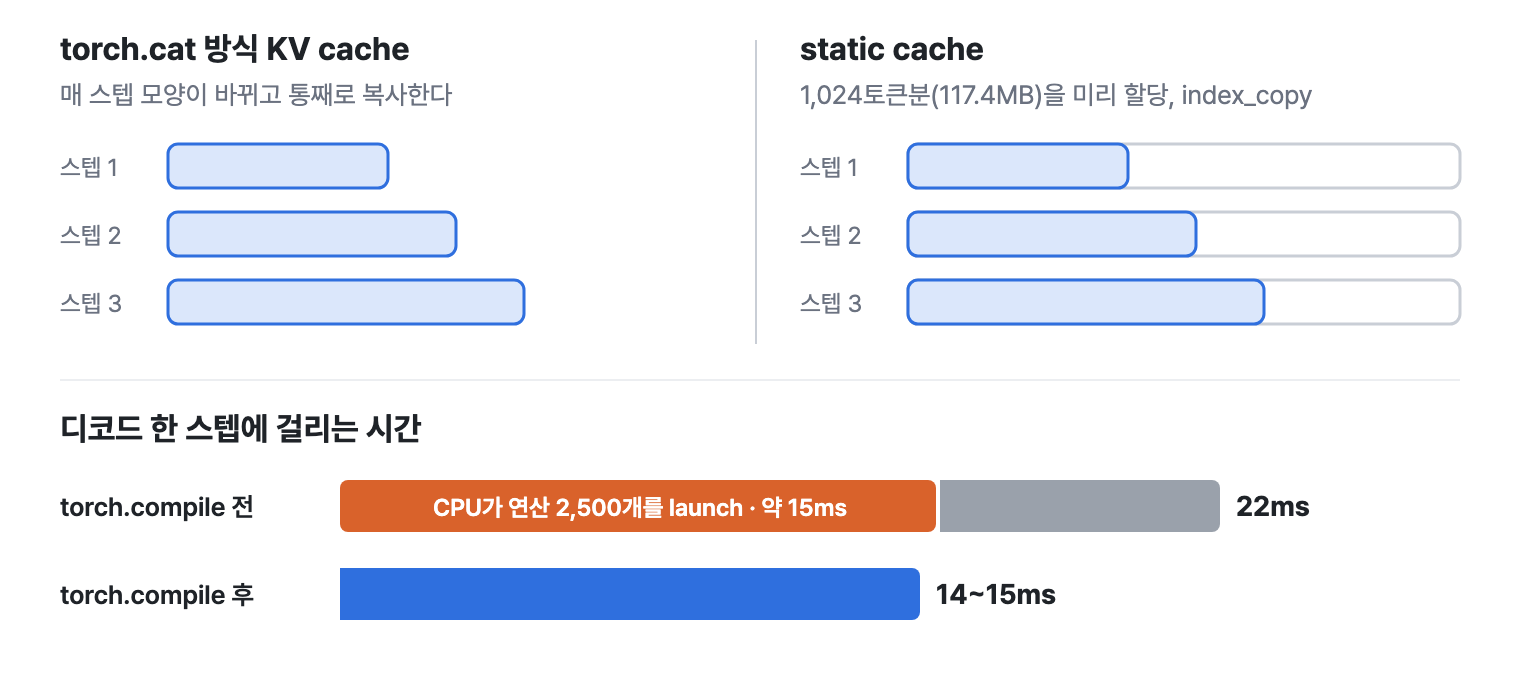 torch.cat 방식 KV cache
매 스텝 모양이 바뀌고 통째로 복사한다
스텝 1
스텝 2
스텝 3
static cache
1,024토큰분(117.4MB)을 미리 할당, index_copy
스텝 1
스텝 2
스텝 3
디코드 한 스텝에 걸리는 시간
torch.compile 전
CPU가 연산 2,500개를 launch · 약 15ms
22ms
torch.compile 후
14~15ms